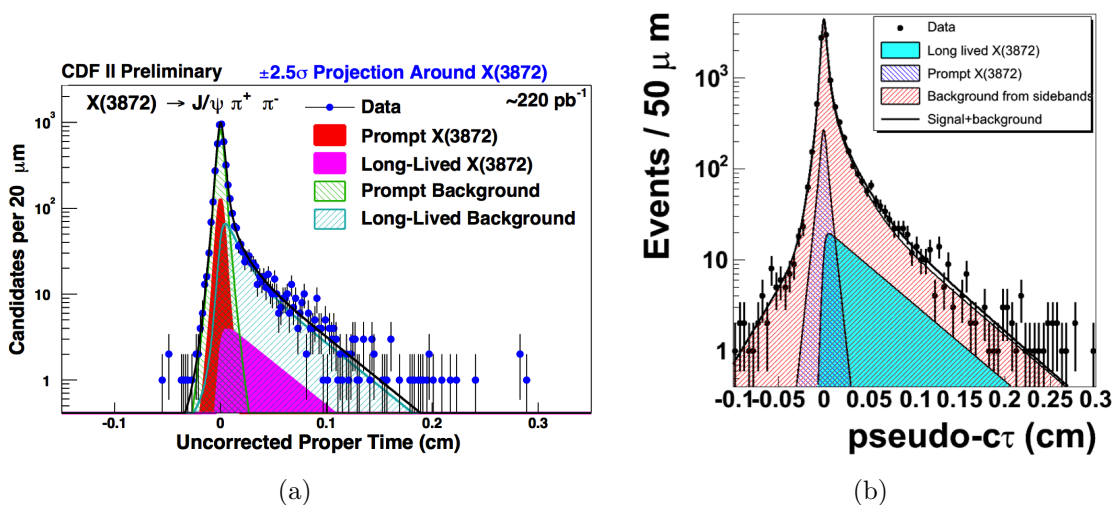 CDF II Preliminary
±2.5σ Projection Around X(3872)
X(3872) → J/ψ π⁺ π⁻
~220 pb⁻¹
Data
Prompt X(3872)
Long-Lived X(3872)
Prompt Background
Long-Lived Background
Candidates per 20 μm
10³
10²
10
1
-0.1
0
0.1
0.2
0.3
Uncorrected Proper Time (cm)
(a)
Data
Long lived X(3872)
Prompt X(3872)
Background from sidebands
Signal+background
Events / 50 μ m
10³
10²
10
1
-0.1
-0.05
0
0.05
0.1
0.15
0.2
0.25
0.3
pseudo-cτ (cm)
(b)